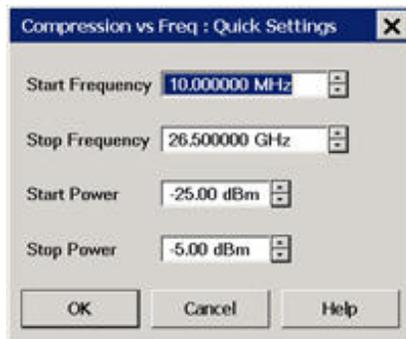 Compression vs Freq : Quick Settings
Start Frequency 10.000000 MHz
Stop Frequency 26.500000 GHz
Start Power -25.00 dBm
Stop Power -5.00 dBm
OK Cancel Help